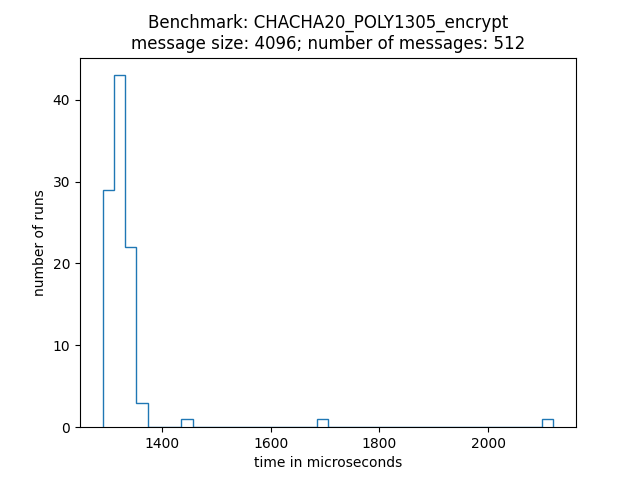 Benchmark: CHACHA20_POLY1305_encrypt
message size: 4096; number of messages: 512
40
30
20
10
0
number of runs
1400 1600 1800 2000
time in microseconds